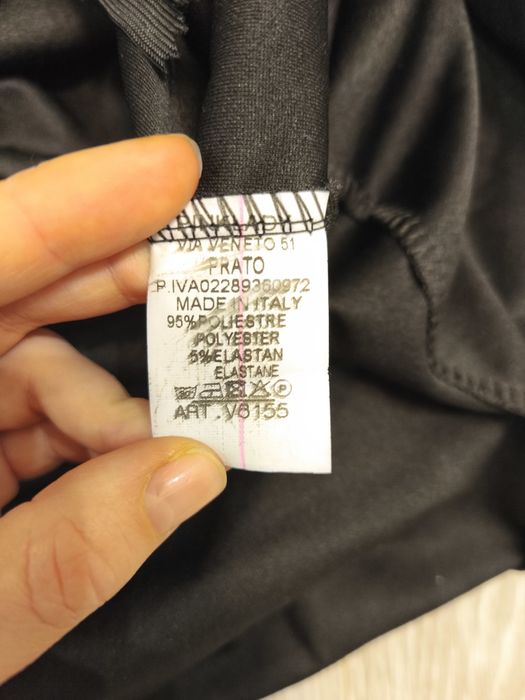 VIA VENETO 51
PRATO
P.IVA02289360972
MADE IN ITALY
95%POLIESTRE
POLYESTER
5%ELASTAN
ELASTANE
P
ART. V6155